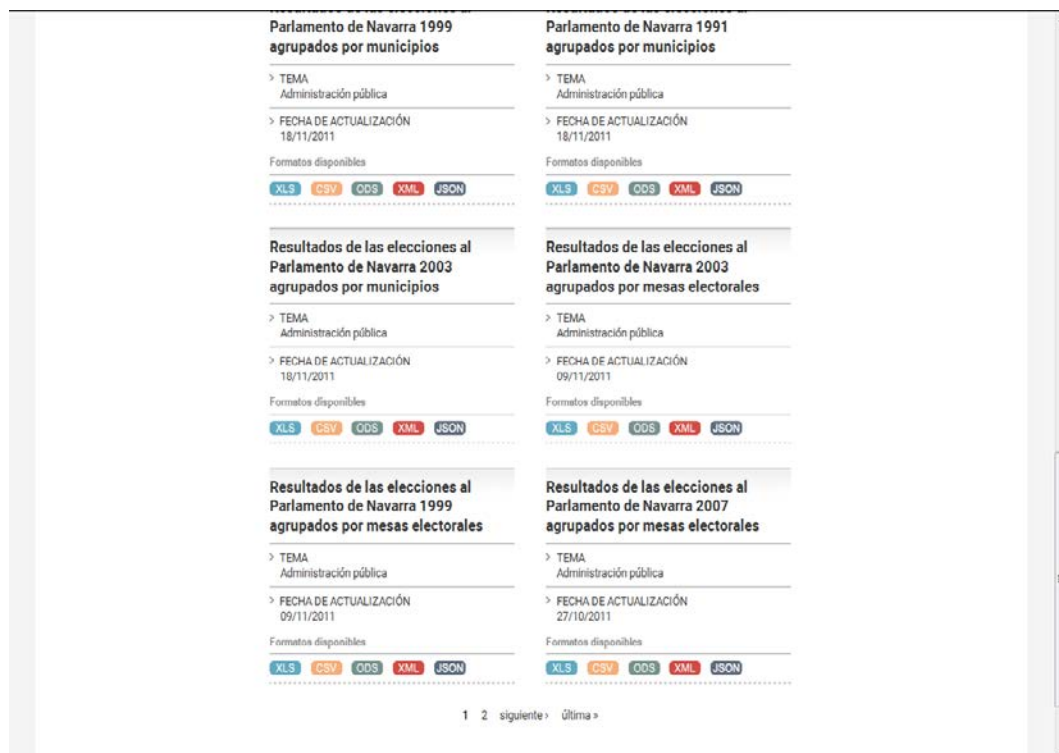 Parlamento de Navarra 1999
agrupados por municipios
> TEMA
Administración pública
> FECHA DE ACTUALIZACIÓN
18/11/2011
Formatos disponibles
XLS CSV ODS XML JSON
Parlamento de Navarra 1991
agrupados por municipios
> TEMA
Administración pública
> FECHA DE ACTUALIZACIÓN
18/11/2011
Formatos disponibles
XLS CSV ODS XML JSON
Resultados de las elecciones al
Parlamento de Navarra 2003
agrupados por municipios
> TEMA
Administración pública
> FECHA DE ACTUALIZACIÓN
18/11/2011
Formatos disponibles
XLS CSV ODS XML JSON
Resultados de las elecciones al
Parlamento de Navarra 2003
agrupados por mesas electorales
> TEMA
Administración pública
> FECHA DE ACTUALIZACIÓN
09/11/2011
Formatos disponibles
XLS CSV ODS XML JSON
Resultados de las elecciones al
Parlamento de Navarra 1999
agrupados por mesas electorales
> TEMA
Administración pública
> FECHA DE ACTUALIZACIÓN
09/11/2011
Formatos disponibles
XLS CSV ODS XML JSON
Resultados de las elecciones al
Parlamento de Navarra 2007
agrupados por mesas electorales
> TEMA
Administración pública
> FECHA DE ACTUALIZACIÓN
27/10/2011
Formatos disponibles
XLS CSV ODS XML JSON
1 2 siguiente › última »